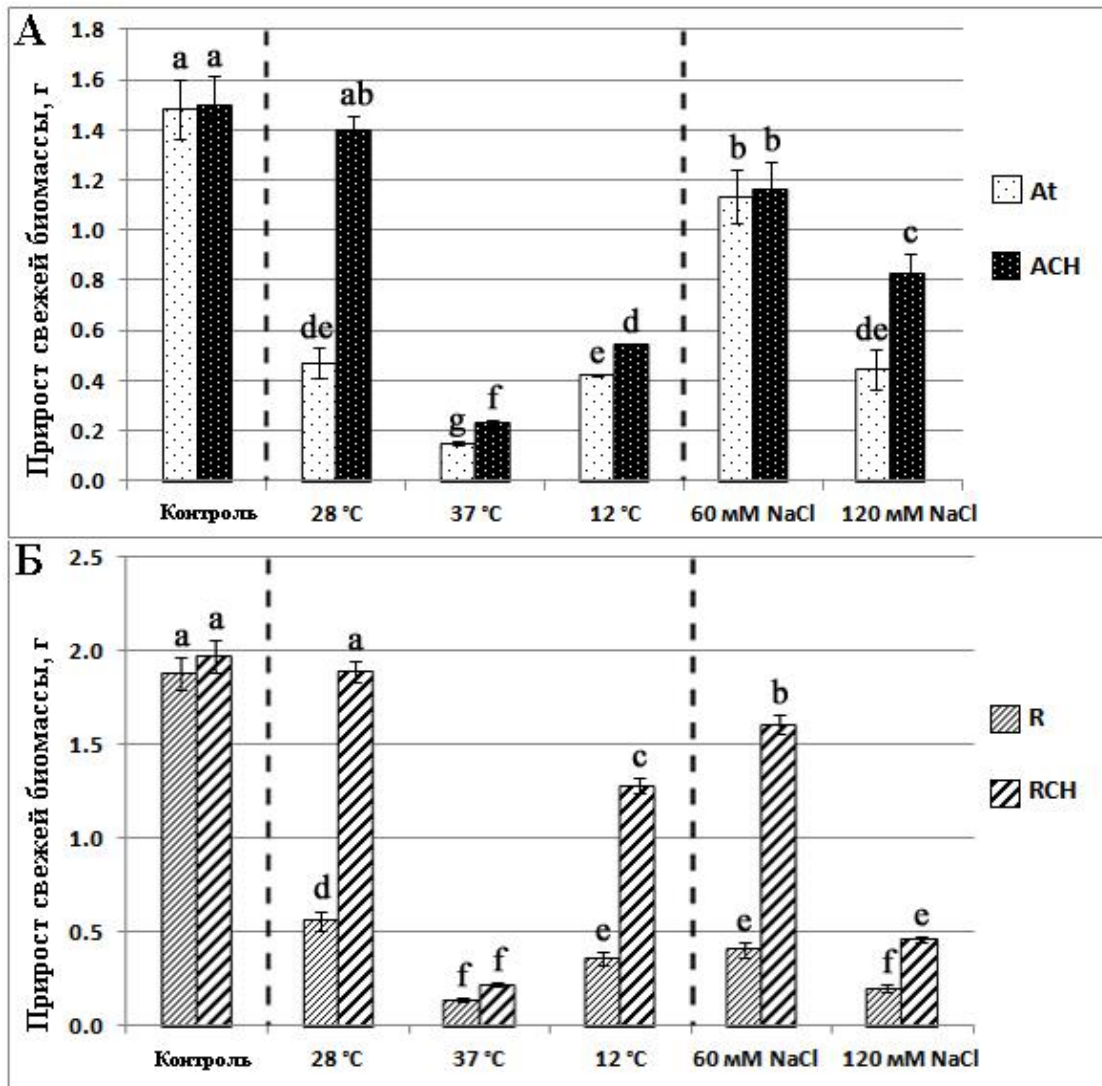 А
Прирост свежей биомассы, г
1.8
1.6
1.4
1.2
1.0
0.8
0.6
0.4
0.2
0.0
a a
de ab
g f
e d
b b
de c
Контроль 28 °C 37 °C 12 °C 60 мМ NaCl 120 мМ NaCl
At
ACH
Б
Прирост свежей биомассы, г
2.5
2.0
1.5
1.0
0.5
0.0
a a
d a
f f
e c
e b
f e
Контроль 28 °C 37 °C 12 °C 60 мМ NaCl 120 мМ NaCl
R
RCH